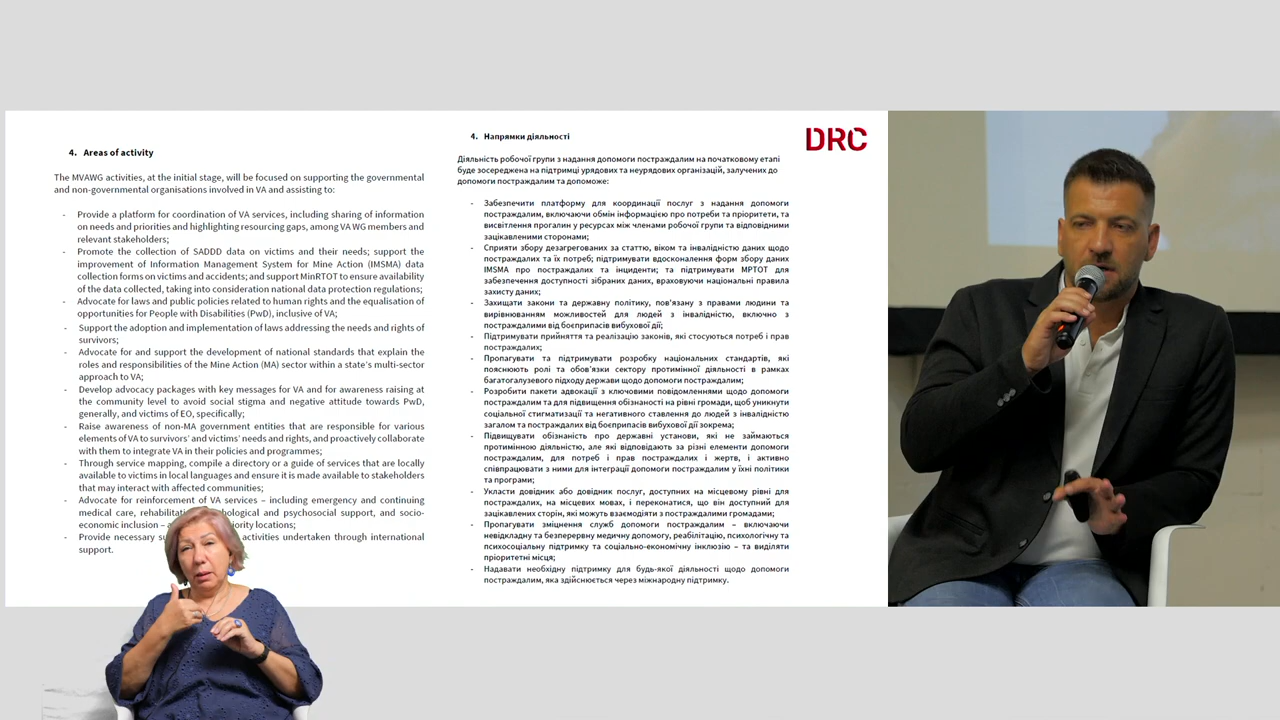 4. Areas of activity
The MVAWG activities, at the initial stage, will be focused on supporting the governmental
and non-governmental organisations involved in VA and assisting to:
- Provide a platform for coordination of VA services, including sharing of information
on needs and priorities and highlighting resourcing gaps, among VA WG members and
relevant stakeholders;
- Promote the collection of SADDD data on victims and their needs; support the
improvement of Information Management System for Mine Action (IMSMA) data
collection forms on victims and accidents; and support MinRTOT to ensure availability
of the data collected, taking into consideration national data protection regulations;
- Advocate for laws and public policies related to human rights and the equalisation of
opportunities for People with Disabilities (PwD), inclusive of VA;
- Support the adoption and implementation of laws addressing the needs and rights of
survivors;
- Advocate for and support the development of national standards that explain the
roles and responsibilities of the Mine Action (MA) sector within a state's multi-sector
approach to VA;
- Develop advocacy packages with key messages for VA and for awareness raising at
the community level to avoid social stigma and negative attitude towards PwD,
generally, and victims of EO, specifically;
- Raise awareness of non-MA government entities that are responsible for various
elements of VA to survivors' and victims' needs and rights, and proactively collaborate
with them to integrate VA in their policies and programmes;
- Through service mapping, compile a directory or a guide of services that are locally
available to victims in local languages and ensure it is made available to stakeholders
that may interact with affected communities;
- Advocate for reinforcement of VA services – including emergency and continuing
medical care, and psychosocial support, and socio-
economic inclusion – locations;
- Provide necessary activities undertaken through international
support.
4. Напрямки діяльності
Діяльність робочої групи з надання допомоги постраждалим на початковому етапі
буде зосереджена на підтримці урядових та неурядових організацій, залучених до
допомоги постраждалим та допоможе:
- Забезпечити платформу для координації послуг з надання допомоги
постраждалим, включаючи обмін інформацією про потреби та пріоритети, та
висвітлення прогалин у ресурсах між членами робочої групи та відповідними
зацікавленими сторонами;
- Сприяти збору дезагрегованих за статтю, віком та інвалідністю даних щодо
постраждалих та їх потреб; підтримувати вдосконалення форм збору даних
IMSMA про постраждалих та інциденти; та підтримувати МРТОТ для
забезпечення доступності зібраних даних, враховуючи національні правила
захисту даних;
- Захищати закони та державну політику, пов'язану з правами людини та
вирівнюванням можливостей для людей з інвалідністю, включно з
постраждалими від боєприпасів вибухової дії;
- Підтримувати прийняття та реалізацію законів, які стосуються потреб і прав
постраждалих;
- Пропагувати та підтримувати розробку національних стандартів, які
пояснюють ролі та обов'язки сектору протимінної діяльності в рамках
багатогалузевого підходу держави щодо допомоги постраждалим;
- Розробити пакети адвокації з ключовими повідомленнями щодо допомоги
постраждалим та для підвищення обізнаності на рівні громади, щоб уникнути
соціальної стигматизації та негативного ставлення до людей з інвалідністю
загалом та постраждалих від боєприпасів вибухової дії зокрема;
- Підвищувати обізнаність про державні установи, які не займаються
протимінною діяльністю, але які відповідають за різні елементи допомоги
постраждалим, для потреб і прав постраждалих і жертв, і активно
співпрацювати з ними для інтеграції допомоги постраждалим у їхні політики
та програми;
- Укласти довідник або довідник послуг, доступних на місцевому рівні для
постраждалих, на місцевих мовах, і переконатися, що він доступний для
зацікавлених сторін, які можуть взаємодіяти з постраждалими громадами;
- Пропагувати зміцнення служб допомоги постраждалим – включаючи
невідкладну та безперервну медичну допомогу, реабілітацію, психологічну та
психосоціальну підтримку та соціально-економічну інклюзію – та виділяти
пріоритетні місця;
- Надавати необхідну підтримку для будь-якої діяльності щодо допомоги
постраждалим, яка здійснюється через міжнародну підтримку.
DRC